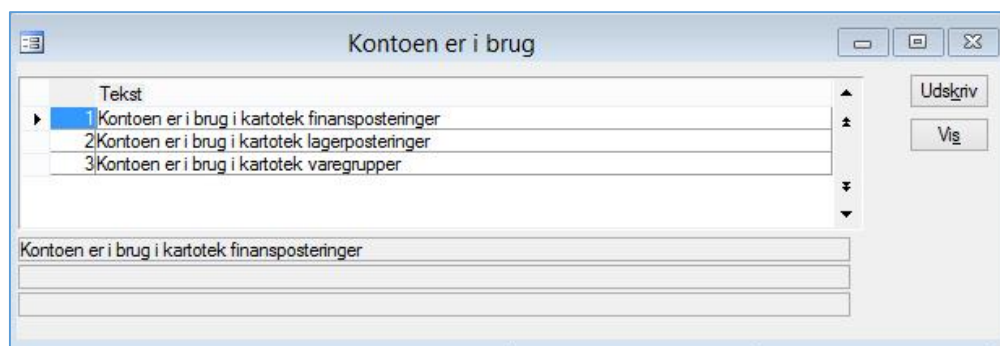 Kontoen er i brug
Tekst
Udskriv
1 Kontoen er i brug i kartotek finansposteringer
2 Kontoen er i brug i kartotek lagerposteringer
Vis
3 Kontoen er i brug i kartotek varegrupper
Kontoen er i brug i kartotek finansposteringer